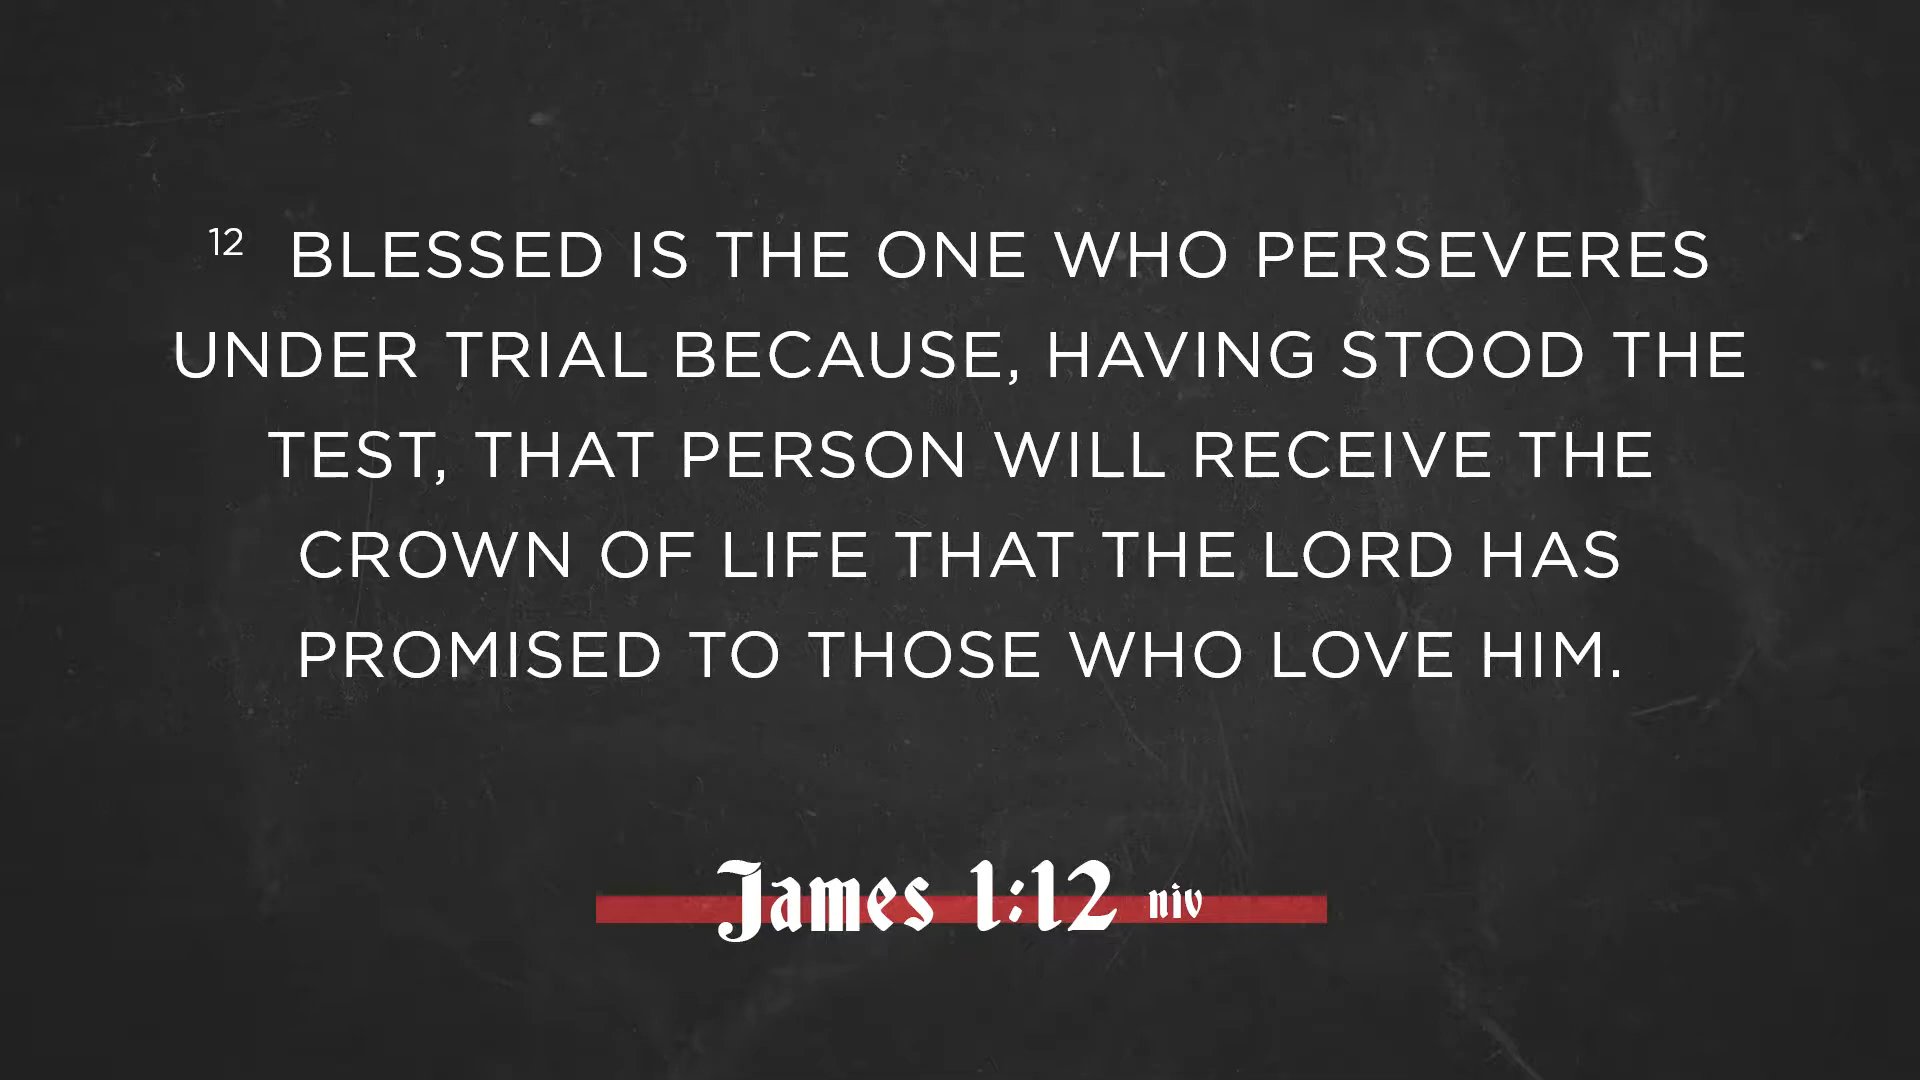 12 BLESSED IS THE ONE WHO PERSEVERES
UNDER TRIAL BECAUSE, HAVING STOOD THE
TEST, THAT PERSON WILL RECEIVE THE
CROWN OF LIFE THAT THE LORD HAS
PROMISED TO THOSE WHO LOVE HIM.
James 1:12 niv